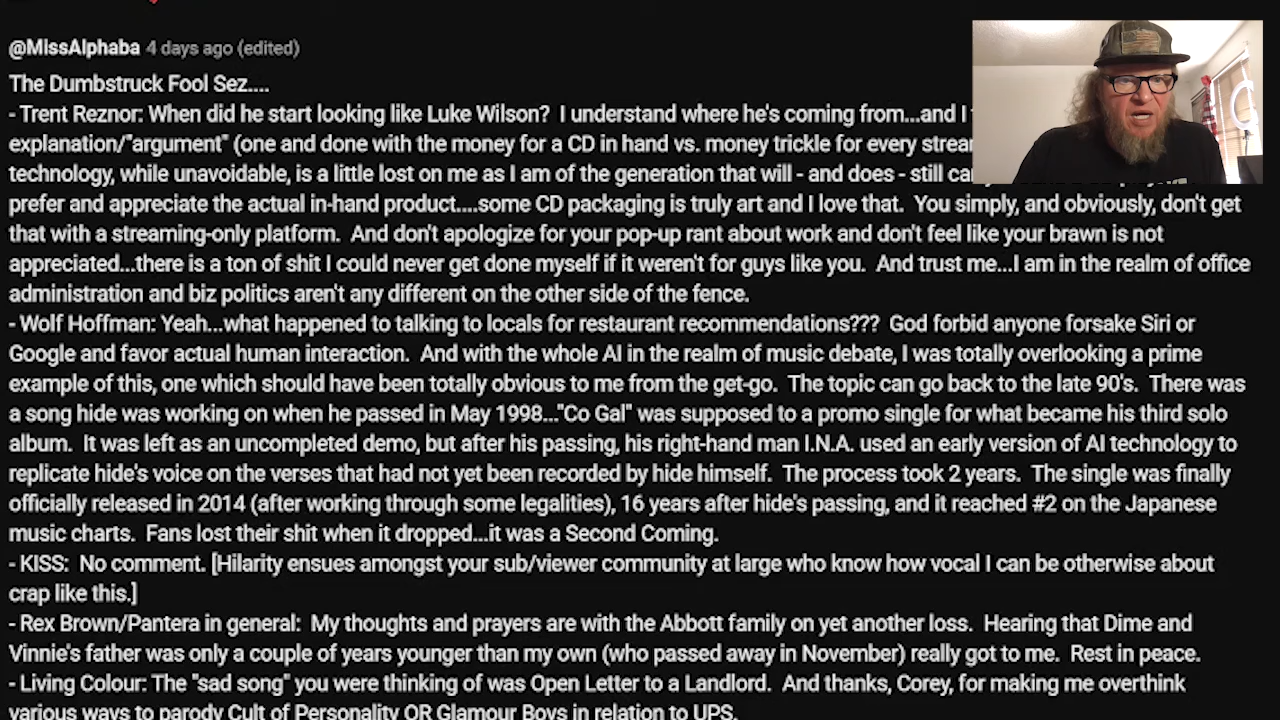 @MissAlphaba 4 days ago (edited)
The Dumbstruck Fool Sez....
- Trent Reznor: When did he start looking like Luke Wilson?  I understand where he's coming from...and I
explanation/"argument" (one and done with the money for a CD in hand vs. money trickle for every
technology, while unavoidable, is a little lost on me as I am of the generation that will - and does - still
prefer and appreciate the actual in-hand product....some CD packaging is truly art and I love that.  You simply, and obviously, don't get
that with a streaming-only platform.  And don't apologize for your pop-up rant about work and don't feel like your brawn is not
appreciated...there is a ton of shit I could never get done myself if it weren't for guys like you.  And trust me...I am in the realm of office
administration and biz politics aren't any different on the other side of the fence.
- Wolf Hoffman: Yeah...what happened to talking to locals for restaurant recommendations???  God forbid anyone forsake Siri or
Google and favor actual human interaction.  And with the whole AI in the realm of music debate, I was totally overlooking a prime
example of this, one which should have been totally obvious to me from the get-go.  The topic can go back to the late 90's.  There was
a song hide was working on when he passed in May 1998..."Co Gal" was supposed to a promo single for what became his third solo
album.  It was left as an uncompleted demo, but after his passing, his right-hand man I.N.A. used an early version of AI technology to
replicate hide's voice on the verses that had not yet been recorded by hide himself.  The process took 2 years.  The single was finally
officially released in 2014 (after working through some legalities), 16 years after hide's passing, and it reached #2 on the Japanese
music charts.  Fans lost their shit when it dropped...it was a Second Coming.
- KISS:  No comment. [Hilarity ensues amongst your sub/viewer community at large who know how vocal I can be otherwise about
crap like this.]
- Rex Brown/Pantera in general:  My thoughts and prayers are with the Abbott family on yet another loss.  Hearing that Dime and
Vinnie's father was only a couple of years younger than my own (who passed away in November) really got to me.  Rest in peace.
- Living Colour: The "sad song" you were thinking of was Open Letter to a Landlord.  And thanks, Corey, for making me overthink
various ways to parody Cult of Personality OR Glamour Boys in relation to UPS.